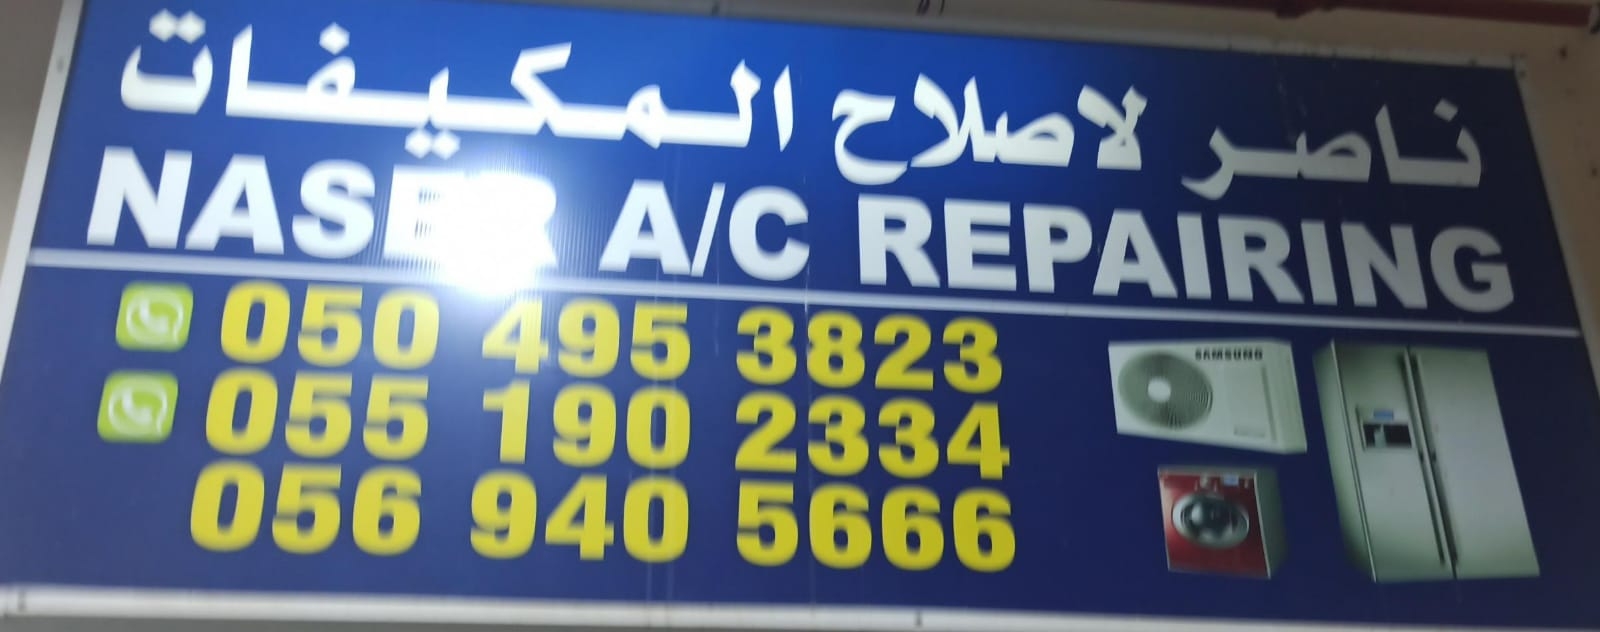 ناصر لاصلاح المكيفات
NASER A/C REPAIRING
050 495 3823
055 190 2334
056 940 5666
SAMSUNG